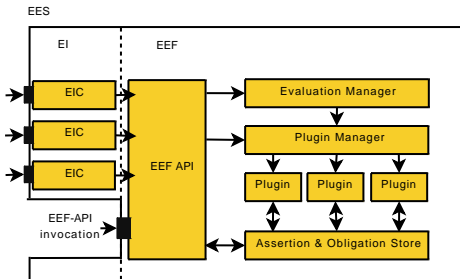 EES
EI
EEF
EIC
Evaluation Manager
EIC
Plugin Manager
EIC
EEF API
Plugin
Plugin
Plugin
EEF-API
invocation
Assertion & Obligation Store